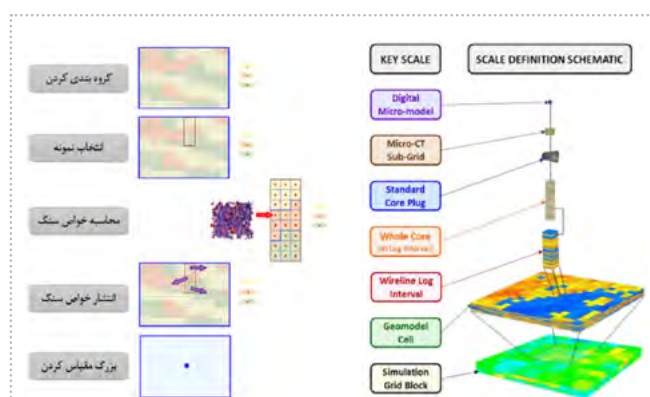 گروه بندی کردن
انتخاب نمونه
محاسبه خواص سنگ
انتشار خواص سنگ
بزرگ مقیاس کردن
KEY SCALE
SCALE DEFINITION SCHEMATIC
Digital
Micro-model
Micro-CT
Sub-Grid
Standard
Core Plug
Whole Core
Wireline Log
Interval
Geomodel
Cell
Simulation
Grid Block